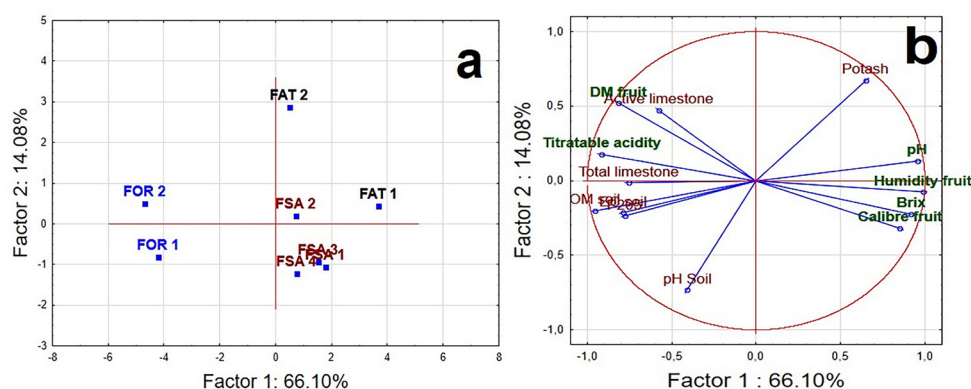 a
5
4
3
2
1
0
-1
-2
-3
-8
-6
-4
-2
0
2
4
6
8
Factor 2: 14.08%
Factor 1: 66.10%
FAT 2
FOR 2
FSA 2
FAT 1
FOR 1
FSA 3
FSA 1
FSA 4
b
1,0
0,5
0,0
-0,5
-1,0
-1,0
-0,5
0,0
0,5
1,0
Factor 2 : 14.08%
Factor 1 : 66.10%
Potash
DM fruit
Active limestone
Titratable acidity
pH
Total limestone
Humidity fruit
OM soil
Brix
Calibre fruit
pH Soil